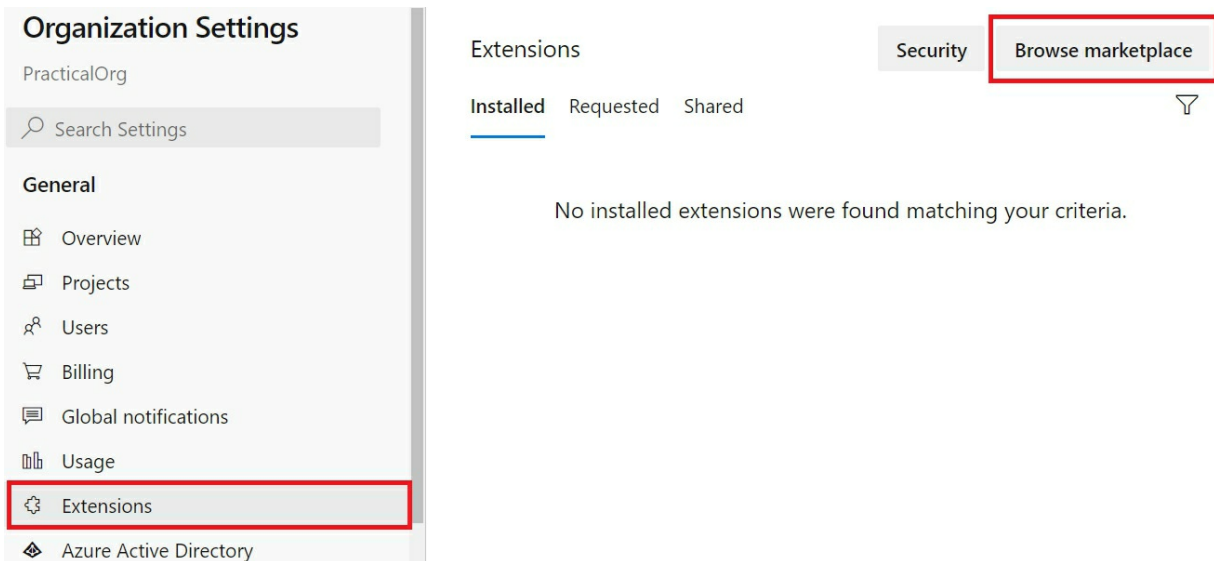 Organization Settings
PracticalOrg
Search Settings
General
Overview
Projects
Users
Billing
Global notifications
Usage
Extensions
Azure Active Directory
Extensions
Security
Browse marketplace
Installed
Requested
Shared
No installed extensions were found matching your criteria.